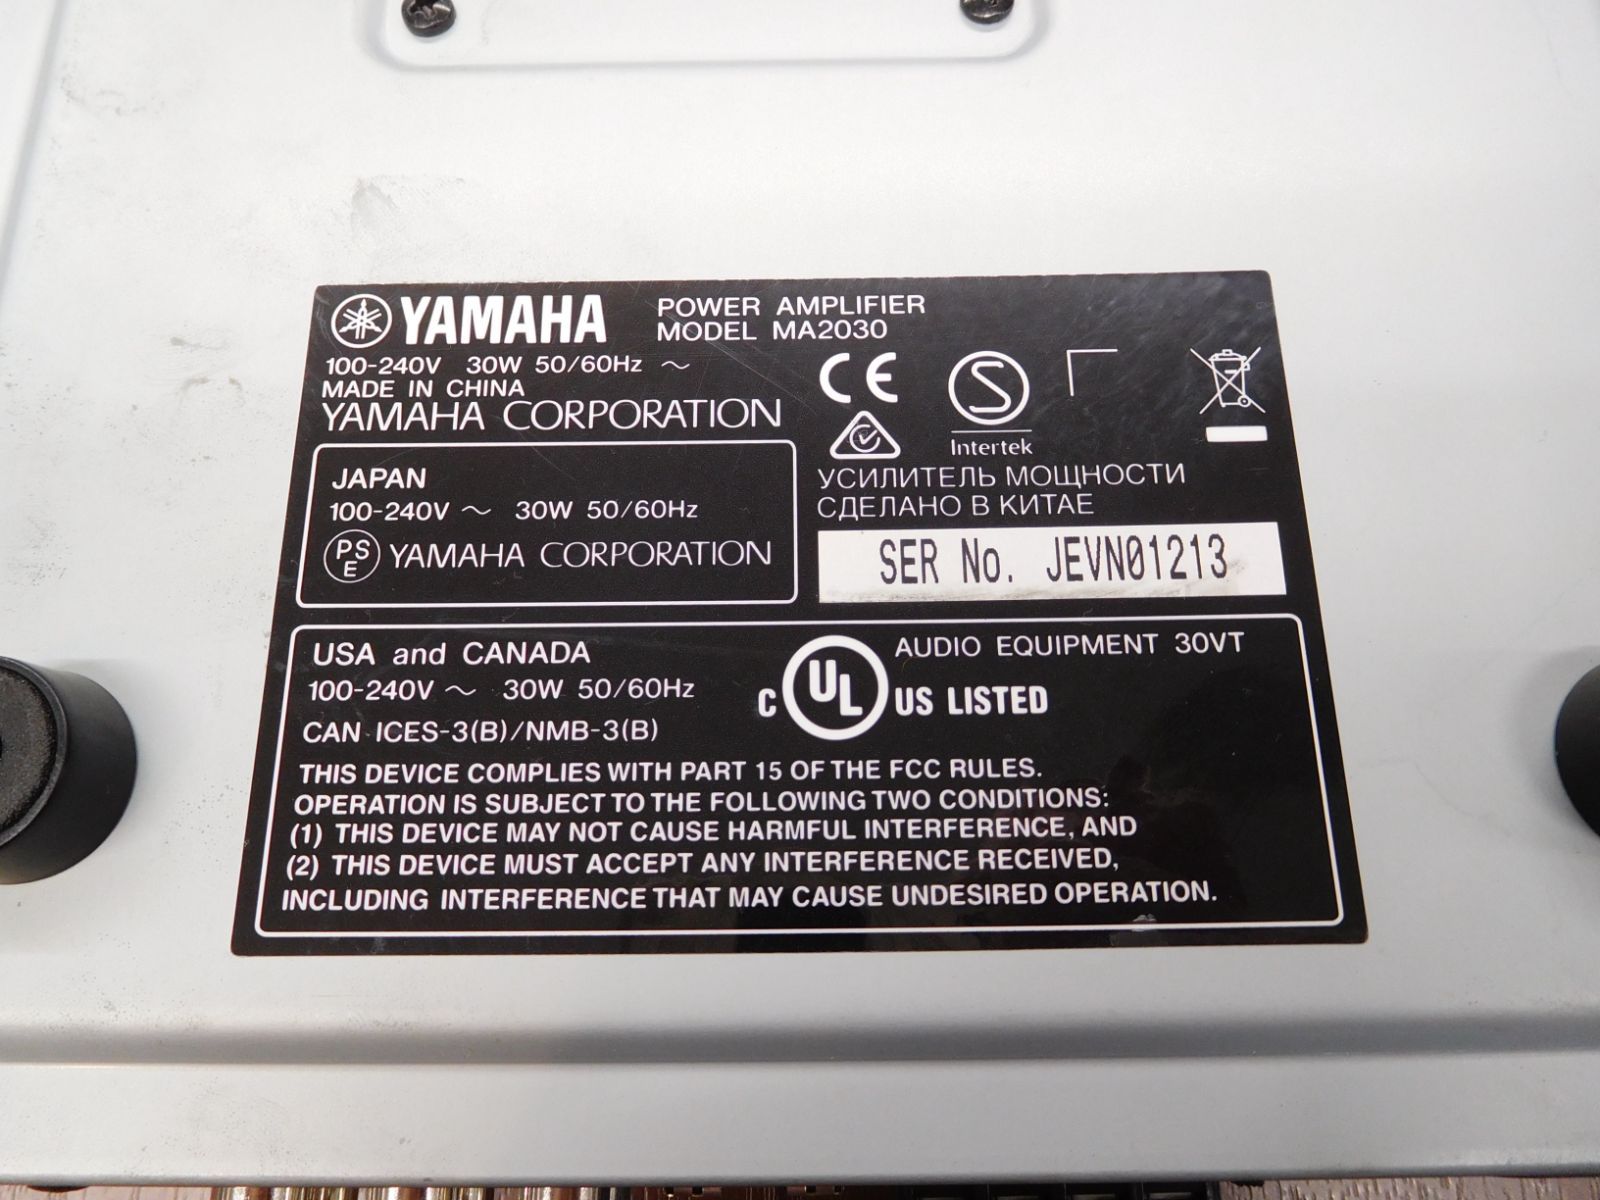 YAMAHA
POWER AMPLIFIER
MODEL MA2030
100-240V 30W 50/60Hz ～
MADE IN CHINA
YAMAHA CORPORATION
CE
S
Intertek
УСИЛИТЕЛЬ МОЩНОСТИ
СДЕЛАНО В КИТАЕ
JAPAN
100-240V ～ 30W 50/60Hz
PS
E
YAMAHA CORPORATION
SER No. JEVN01213
USA and CANADA
100-240V ～ 30W 50/60Hz
CAN ICES-3(B)/NMB-3(B)
C UL US LISTED
AUDIO EQUIPMENT 30VT
THIS DEVICE COMPLIES WITH PART 15 OF THE FCC RULES.
OPERATION IS SUBJECT TO THE FOLLOWING TWO CONDITIONS:
(1) THIS DEVICE MAY NOT CAUSE HARMFUL INTERFERENCE, AND
(2) THIS DEVICE MUST ACCEPT ANY INTERFERENCE RECEIVED,
INCLUDING INTERFERENCE THAT MAY CAUSE UNDESIRED OPERATION.